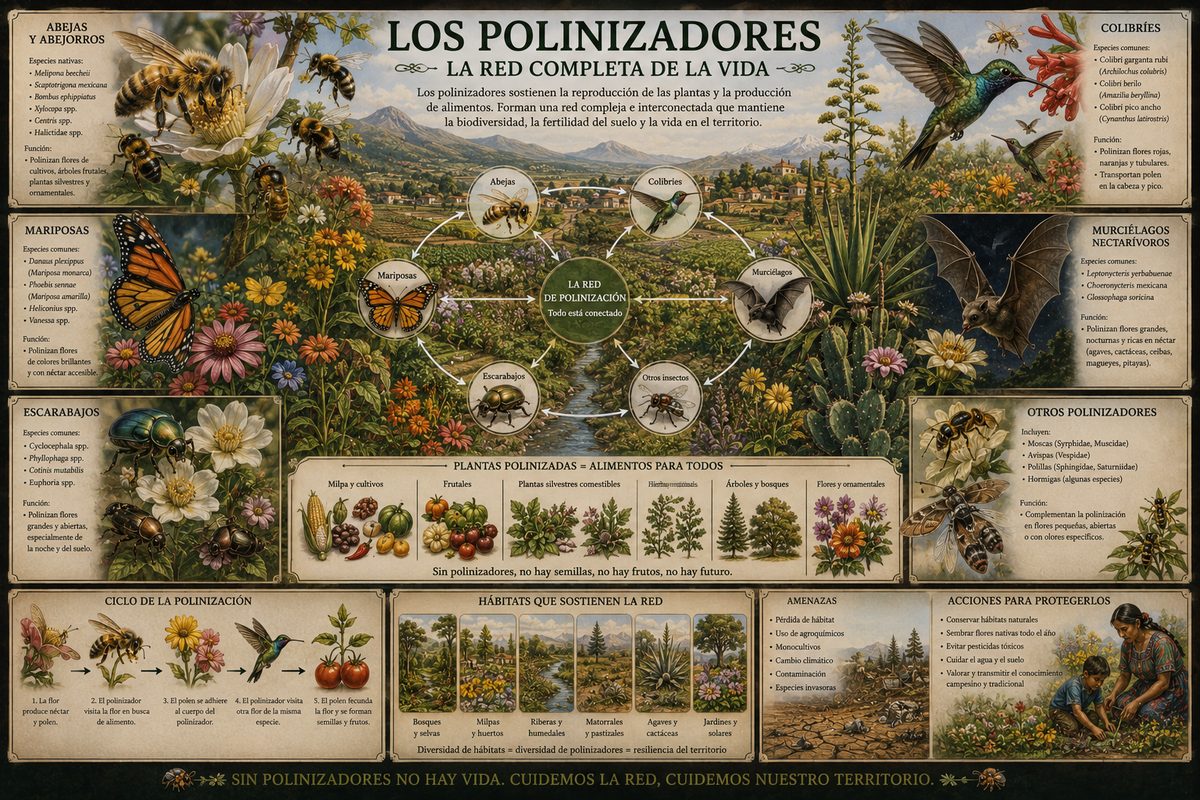 LOS POLINIZADORES
LA RED COMPLETA DE LA VIDA
Los polinizadores sostienen la reproducción de las plantas y la producción
de alimentos. Forman una red compleja e interconectada que mantiene
la biodiversidad, la fertilidad del suelo y la vida en el territorio.
ABEJAS
Y ABEJORROS
Especies nativas:
• Melipona beecheii
• Scaptotrigona mexicana
• Bombus ephippiatus
• Xylocopa spp.
• Centris spp.
• Halictidae spp.
Función:
• Polinizan flores de
cultivos, árboles frutales,
plantas silvestres y
ornamentales.
COLIBRÍES
Especies comunes:
• Colibrí garganta rubí
(Archilochus colubris)
• Colibrí berilo
(Amazilia beryllina)
• Colibrí pico ancho
(Cynanthus latirostris)
Función:
• Polinizan flores rojas,
naranjas y tubulares.
• Transportan polen
en la cabeza y pico.
MARIPOSAS
Especies comunes:
• Danaus plexippus
(Mariposa monarca)
• Phoebis sennae
(Mariposa amarilla)
• Heliconius spp.
• Vanessa spp.
Función:
• Polinizan flores
de colores brillantes
y con néctar accesible.
Abejas
Colibríes
Mariposas
LA RED
DE POLINIZACIÓN
Todo está conectado
Murciélagos
Escarabajos
Otros insectos
MURCIÉLAGOS
NECTARÍVOROS
Especies comunes:
• Leptonycteris yerbabuenae
• Choeronycteris mexicana
• Glossophaga soricina
Función:
• Polinizan flores grandes,
nocturnas y ricas en néctar
(agaves, cactáceas, ceibas,
magueyes, pitayas).
ESCARABAJOS
Especies comunes:
• Cyclocephala spp.
• Phyllophaga spp.
• Cotinis mutabilis
• Euphoria spp.
Función:
• Polinizan flores
grandes y abiertas,
especialmente de
la noche y del suelo.
PLANTAS POLINIZADAS = ALIMENTOS PARA TODOS
Milpa y cultivos
Frutales
Plantas silvestres comestibles
Árboles y bosques
Flores y ornamentales
Sin polinizadores, no hay semillas, no hay frutos, no hay futuro.
OTROS POLINIZADORES
Incluyen:
• Moscas (Syrphidae, Muscidae)
• Avispas (Vespidae)
• Polillas (Sphingidae, Saturniidae)
• Hormigas (algunas especies)
Función:
• Complementan la polinización
en flores pequeñas, abiertas
o con olores específicos.
CICLO DE LA POLINIZACIÓN
1. La flor
produce néctar
y polen.
2. El polinizador
visita la flor en busca
de alimento.
3. El polen se adhiere
al cuerpo del
polinizador.
4. El polinizador visita
otra flor de la misma
especie.
5. El polen fecunda
la flor y se forman
semillas y frutos.
HÁBITATS QUE SOSTIENEN LA RED
Bosques
y selvas
Milpas
y huertos
Riberas y
humedales
Matorrales
y pastizales
Agaves y
cactáceas
Jardines y
solares
Diversidad de hábitats = diversidad de polinizadores = resiliencia del territorio
AMENAZAS
• Pérdida de hábitat
• Uso de agroquímicos
• Monocultivos
• Cambio climático
• Contaminación
• Especies invasoras
ACCIONES PARA PROTEGERLOS
• Conservar hábitats naturales
• Sembrar flores nativas todo el año
• Evitar pesticidas tóxicos
• Cuidar el agua y el suelo
• Valorar y transmitir el conocimiento
campesino y tradicional
SIN POLINIZADORES NO HAY VIDA. CUIDEMOS LA RED, CUIDEMOS NUESTRO TERRITORIO.